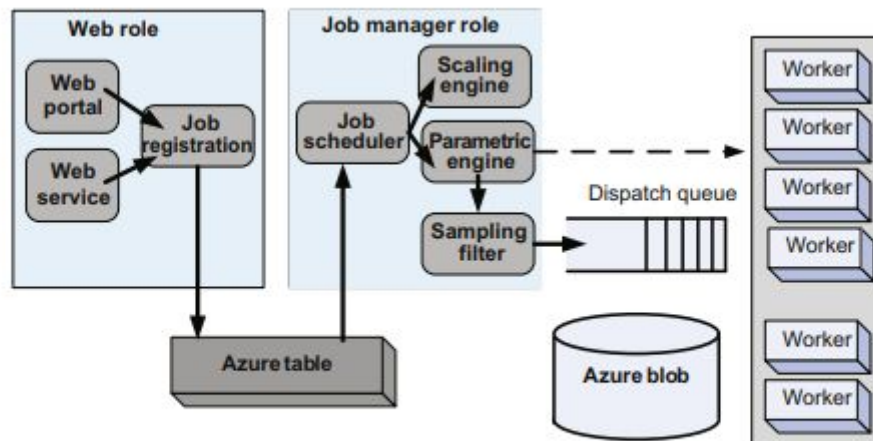 Web role
Web
portal
Web
service
Job
registration
Job manager role
Job
scheduler
Scaling
engine
Parametric
engine
Sampling
filter
Dispatch queue
Azure table
Azure blob
Worker
Worker
Worker
Worker
Worker
Worker